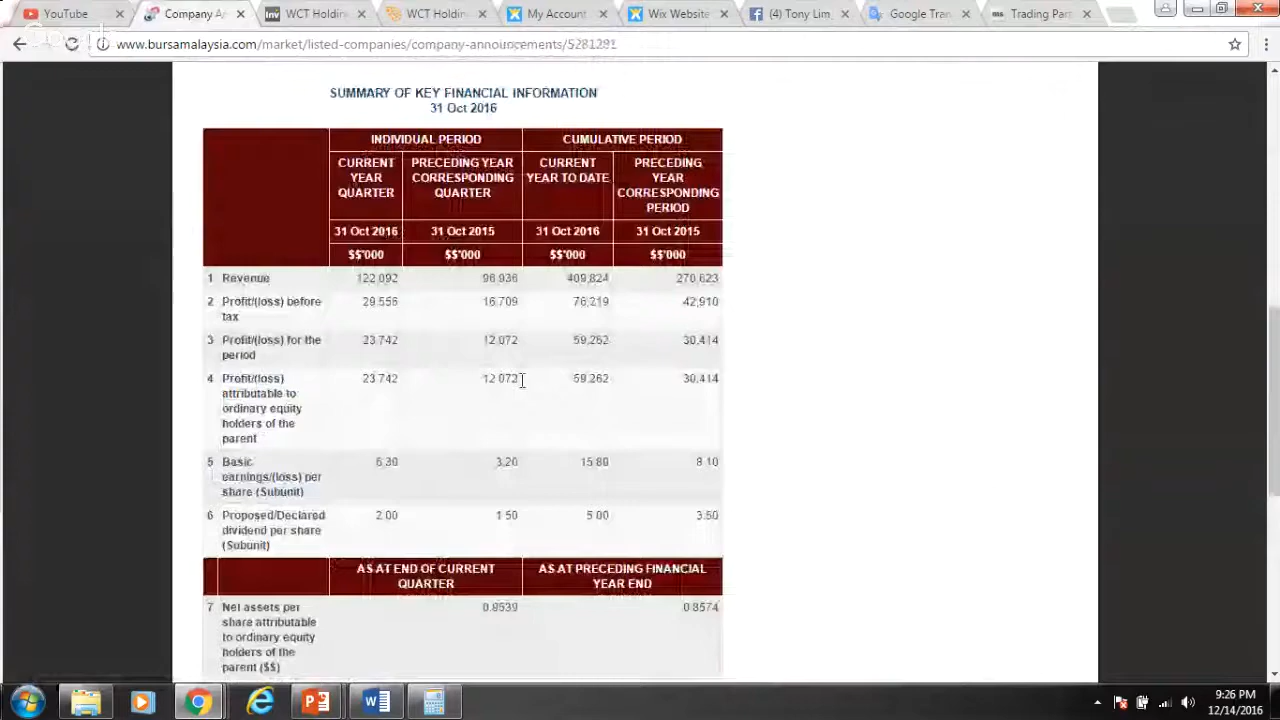 YouTube
Company A
WCT Holdin
WCT Holdin
My Account
Wix Website
(4) Tony Lim
Google Tran
Trading Par
www.bursamalaysia.com/market/listed-companies/company-announcements/5281291
SUMMARY OF KEY FINANCIAL INFORMATION
31 Oct 2016
INDIVIDUAL PERIOD CUMULATIVE PERIOD
CURRENT YEAR QUARTER PRECEDING YEAR CORRESPONDING QUARTER CURRENT YEAR TO DATE PRECEDING YEAR CORRESPONDING PERIOD
31 Oct 2016 31 Oct 2015 31 Oct 2016 31 Oct 2015
$$'000 $$'000 $$'000 $$'000
1 Revenue 122,092 96,936 409,824 270,623
2 Profit/(loss) before 29,556 16,709 76,219 42,910
tax
3 Profit/(loss) for the 23,742 12,072 59,262 30,414
period
4 Profit/(loss) 23,742 12,072 59,262 30,414
attributable to
ordinary equity
holders of the
parent
5 Basic 6.30 3.20 15.80 8.10
earnings/(loss) per
share (Subunit)
6 Proposed/Declared 2.00 1.50 5.00 3.50
dividend per share
(Subunit)
AS AT END OF CURRENT QUARTER AS AT PRECEDING FINANCIAL YEAR END
7 Net assets per 0.8574
share attributable
to ordinary equity
holders of the
parent ($$)
9:26 PM
12/14/2016